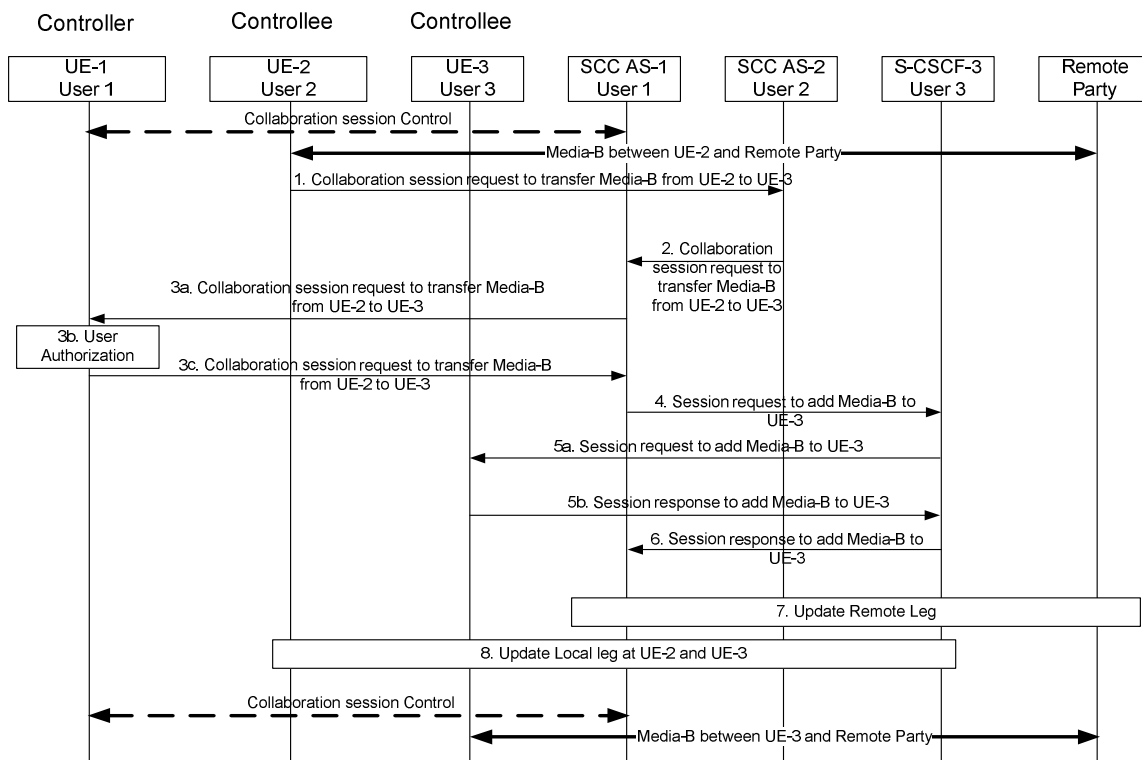 Controller
Controllee
Controllee
UE-1
User 1
UE-2
User 2
UE-3
User 3
SCC AS-1
User 1
SCC AS-2
User 2
S-CSCF-3
User 3
Remote
Party
Collaboration session Control
Media-B between UE-2 and Remote Party
1. Collaboration session request to transfer Media-B from UE-2 to UE-3
2. Collaboration
session request to
transfer Media-B
from UE-2 to UE-3
3a. Collaboration session request to transfer Media-B
from UE-2 to UE-3
3b. User
Authorization
3c. Collaboration session request to transfer Media-B
from UE-2 to UE-3
4. Session request to add Media-B to
UE-3
5a. Session request to add Media-B to UE-3
5b. Session response to add Media-B to UE-3
6. Session response to add Media-B to
UE-3
7. Update Remote Leg
8. Update Local leg at UE-2 and UE-3
Collaboration session Control
Media-B between UE-3 and Remote Party